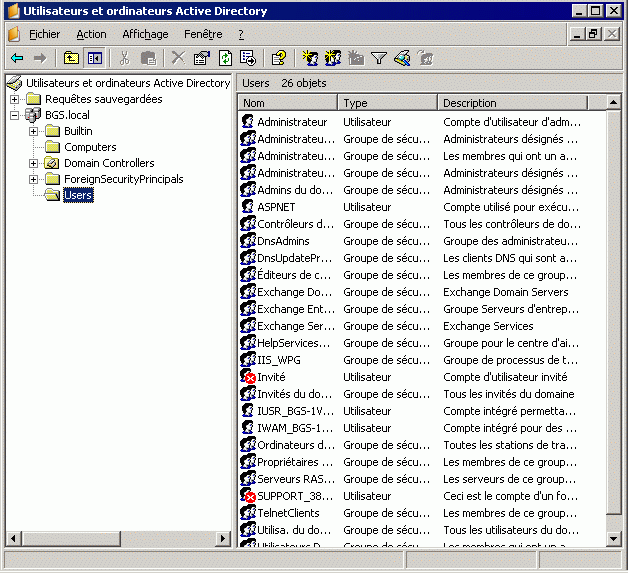 Utilisateurs et ordinateurs Active Directory
Fichier Action Affichage Fenêtre ?
Utilisateurs et ordinateurs Active Directory
Requêtes sauvegardées
BGS.local
Builtin
Computers
Domain Controllers
ForeignSecurityPrincipals
Users
Users 26 objets
Nom Type Description
Administrateur Utilisateur Compte d'utilisateur d'adm...
Administrateu... Groupe de sécu... Administrateurs désignés ...
Administrateu... Groupe de sécu... Les membres qui ont un a...
Administrateu... Groupe de sécu... Administrateurs désignés ...
Admins du do... Groupe de sécu... Administrateurs désignés ...
ASPNET Utilisateur Compte utilisé pour exécu...
Contrôleurs d... Groupe de sécu... Tous les contrôleurs de do...
DnsAdmins Groupe de sécu... Groupe des administrateu...
DnsUpdatePr... Groupe de sécu... Les clients DNS qui sont a...
Éditeurs de c... Groupe de sécu... Les membres de ce group...
Exchange Do... Groupe de sécu... Exchange Domain Servers
Exchange Ent... Groupe de sécu... Groupe Serveurs d'entrep...
Exchange Ser... Groupe de sécu... Exchange Services
HelpServices... Groupe de sécu... Groupe pour le centre d'ai...
IIS_WPG Groupe de sécu... Groupe de processus de t...
Invité Utilisateur Compte d'utilisateur invité
Invités du do... Groupe de sécu... Tous les invités du domaine
IUSR_BGS-1V... Utilisateur Compte intégré permetta...
IWAM_BGS-1... Utilisateur Compte intégré pour des ...
Ordinateurs d... Groupe de sécu... Toutes les stations de tra...
Propriétaires ... Groupe de sécu... Les membres de ce group...
Serveurs RAS... Groupe de sécu... Les serveurs de ce group...
SUPPORT_38... Utilisateur Ceci est le compte d'un fo...
TelnetClients Groupe de sécu... Les membres de ce group...
Utilisa. du do... Groupe de sécu... Tous les utilisateurs du do...
Utilisateurs D... Groupe de sécu... Les membres qui ont un a...